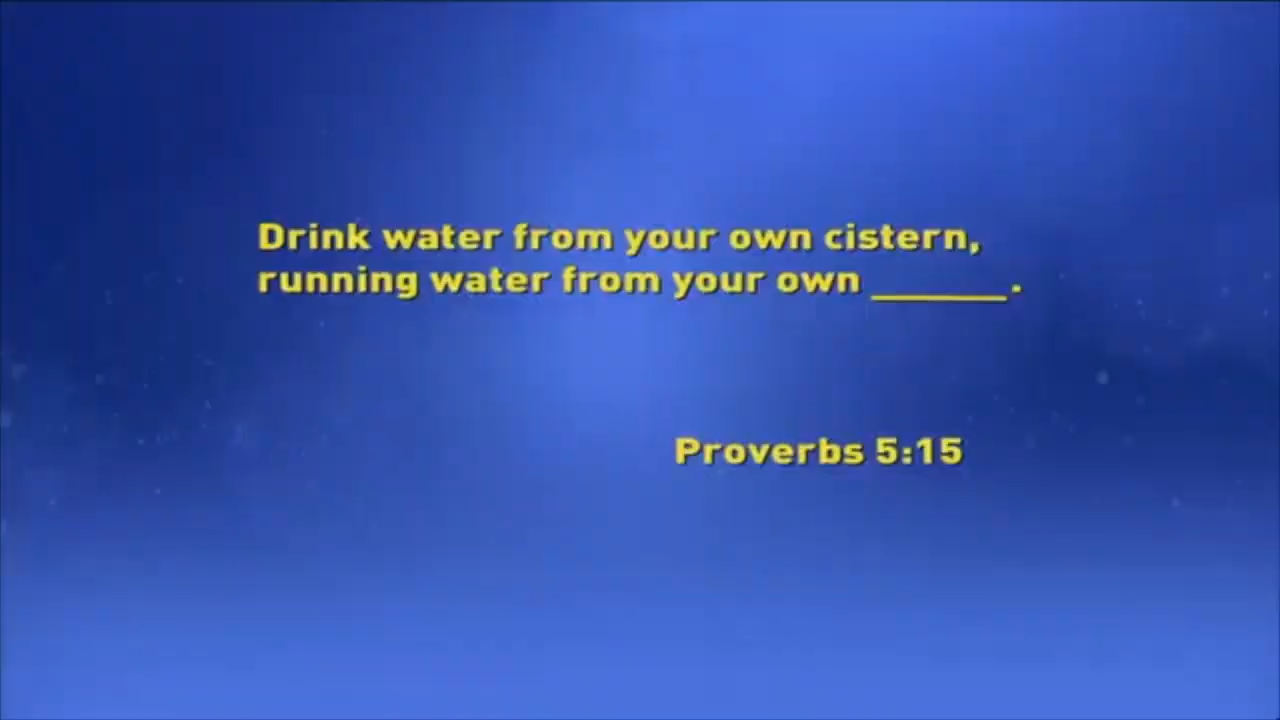 Drink water from your own cistern,
running water from your own _______.
Proverbs 5:15